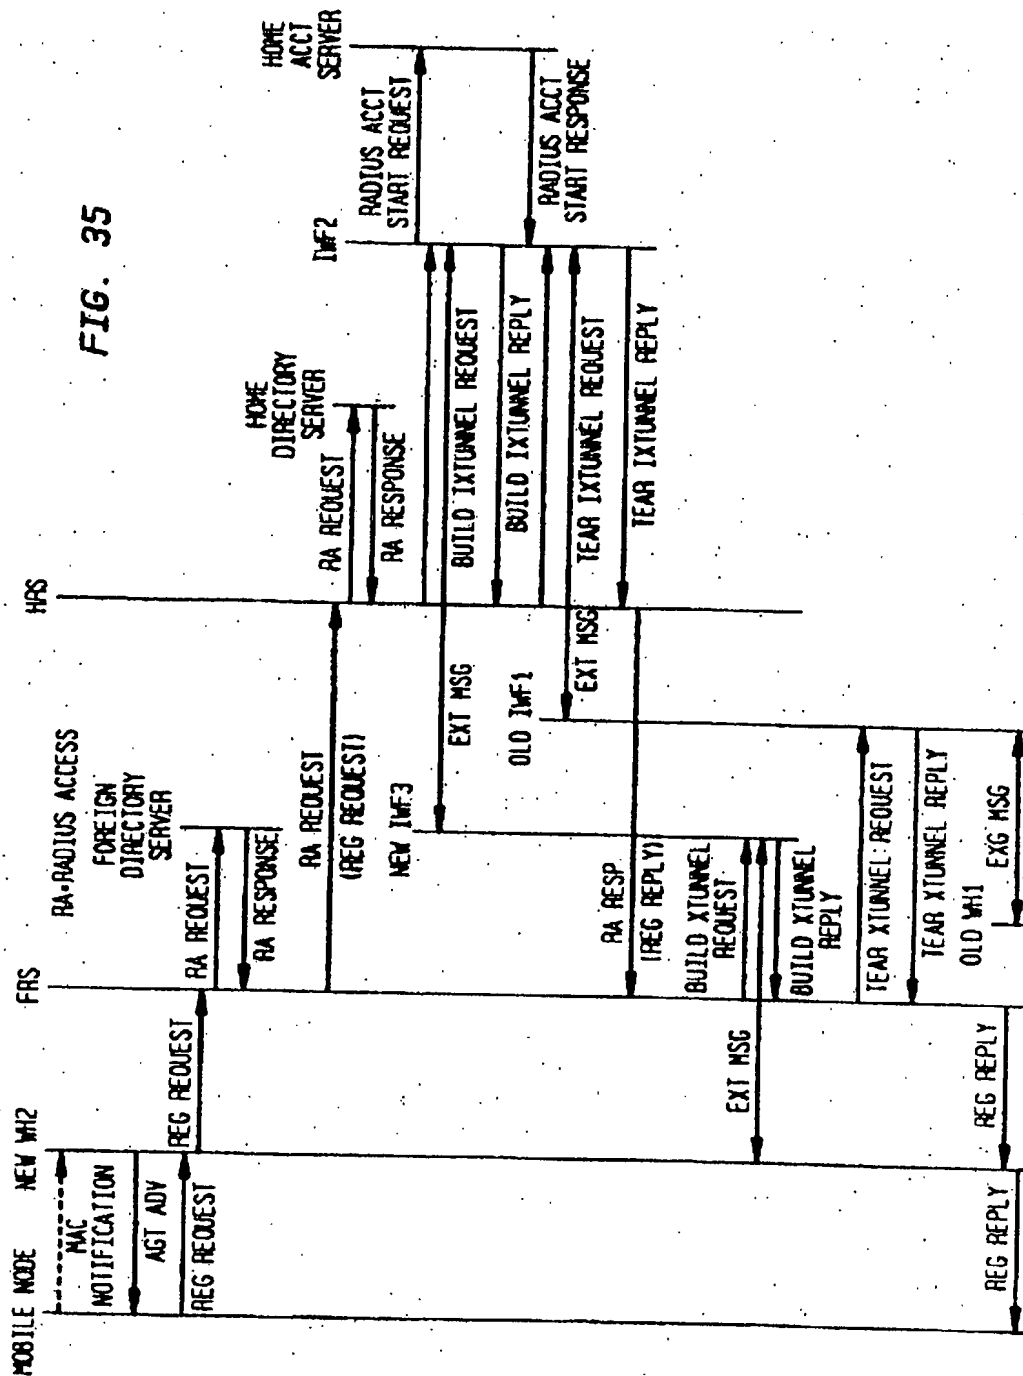 FIG. 35
MOBILE NODE
NEW WH2
FRS
RA-RADIUS ACCESS
FOREIGN
DIRECTORY
SERVER
HRS
HOME
DIRECTORY
SERVER
IWF2
HOME
ACCT
SERVER
MAC
NOTIFICATION
AGT ADV
REG REQUEST
REG REQUEST
RA REQUEST
RA RESPONSE
RA REQUEST
(REG REQUEST)
RA REQUEST
RA RESPONSE
RADIUS ACCT
START REQUEST
NEW IWF3
EXT MSG
BUILD IXTUNNEL REQUEST
BUILD IXTUNNEL REPLY
RADIUS ACCT
START RESPONSE
OLD IWF1
EXT MSG
TEAR IXTUNNEL REQUEST
TEAR IXTUNNEL REPLY
RA RESP
(REG REPLY)
BUILD XTUNNEL
REQUEST
EXT MSG
BUILD XTUNNEL
REPLY
TEAR XTUNNEL REQUEST
TEAR XTUNNEL REPLY
OLD WH1
EXG MSG
REG REPLY
REG REPLY